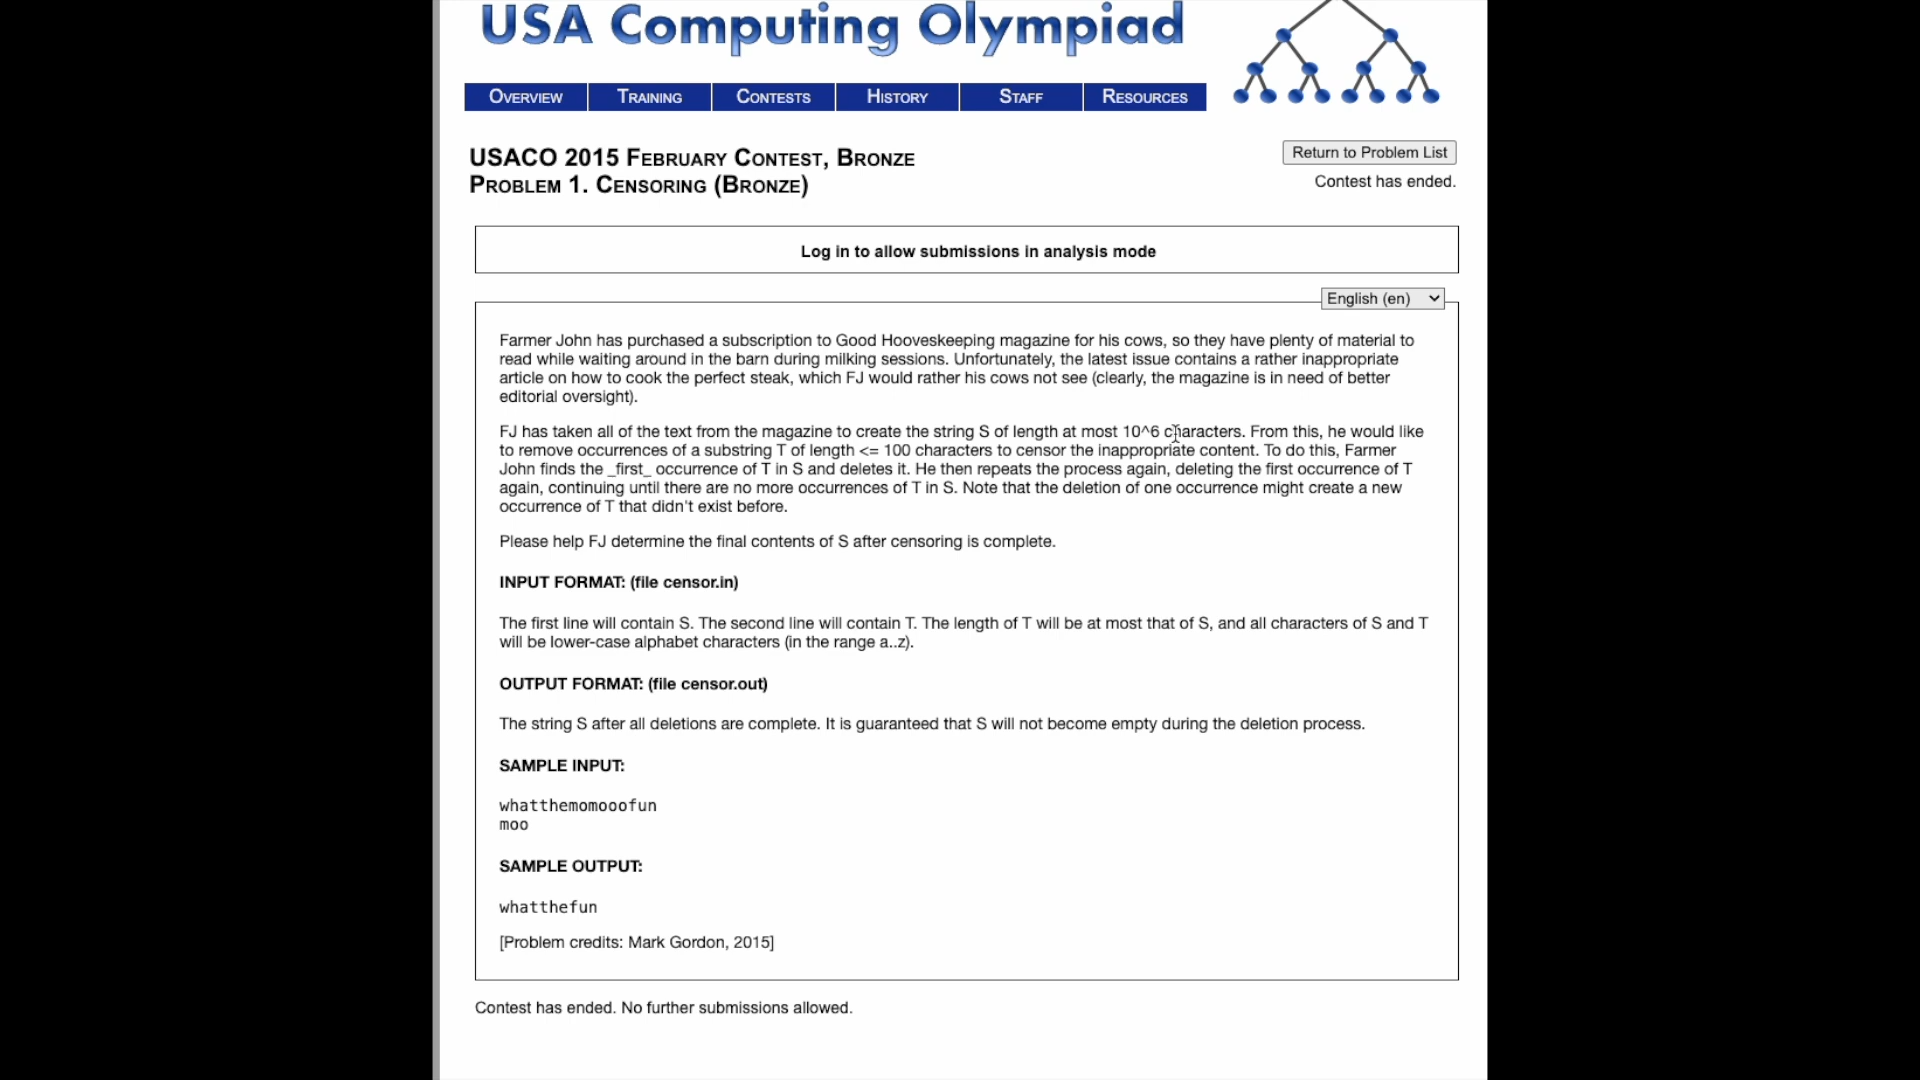 USA Computing Olympiad
OVERVIEW TRAINING CONTESTS HISTORY STAFF RESOURCES
USACO 2015 FEBRUARY CONTEST, BRONZE
PROBLEM 1. CENSORING (BRONZE)
Return to Problem List
Contest has ended.
Log in to allow submissions in analysis mode
English (en)
Farmer John has purchased a subscription to Good Hooveskeeping magazine for his cows, so they have plenty of material to
read while waiting around in the barn during milking sessions. Unfortunately, the latest issue contains a rather inappropriate
article on how to cook the perfect steak, which FJ would rather his cows not see (clearly, the magazine is in need of better
editorial oversight).
FJ has taken all of the text from the magazine to create the string S of length at most 10^6 characters. From this, he would like
to remove occurrences of a substring T of length <= 100 characters to censor the inappropriate content. To do this, Farmer
John finds the _first_ occurrence of T in S and deletes it. He then repeats the process again, deleting the first occurrence of T
again, continuing until there are no more occurrences of T in S. Note that the deletion of one occurrence might create a new
occurrence of T that didn't exist before.
Please help FJ determine the final contents of S after censoring is complete.
INPUT FORMAT: (file censor.in)
The first line will contain S. The second line will contain T. The length of T will be at most that of S, and all characters of S and T
will be lower-case alphabet characters (in the range a..z).
OUTPUT FORMAT: (file censor.out)
The string S after all deletions are complete. It is guaranteed that S will not become empty during the deletion process.
SAMPLE INPUT:
whatthemomooofun
moo
SAMPLE OUTPUT:
whatthefun
[Problem credits: Mark Gordon, 2015]
Contest has ended. No further submissions allowed.